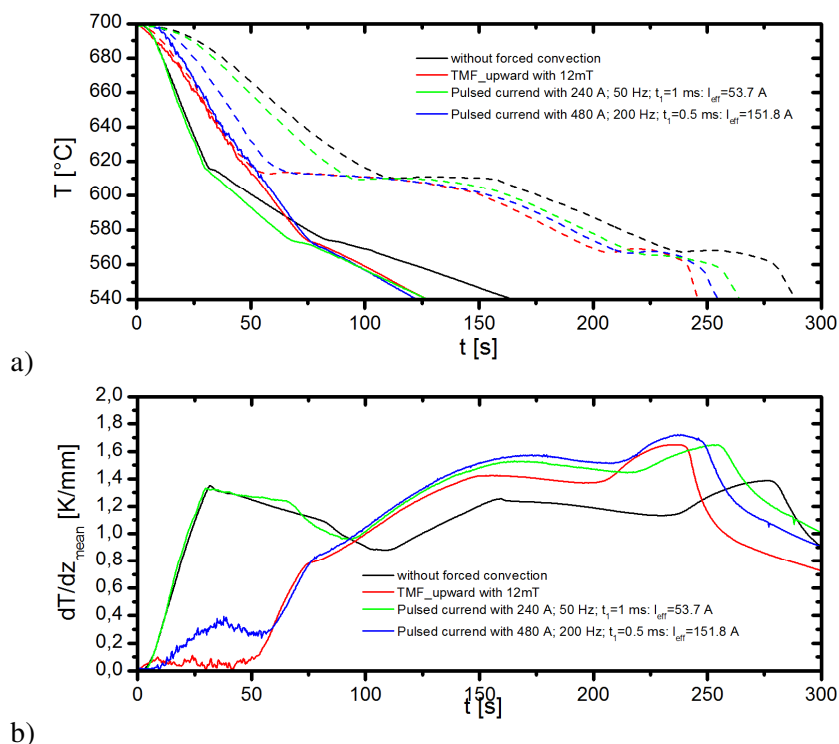 a)
T [°C]
700
680
660
640
620
600
580
560
540
without forced convection
TMF_upward with 12mT
Pulsed currend with 240 A; 50 Hz; t₁=1 ms: Ieff=53.7 A
Pulsed currend with 480 A; 200 Hz; t₁=0.5 ms: Ieff=151.8 A
0 50 100 150 200 250 300
t [s]
b)
dT/dz mean [K/mm]
2,0
1,8
1,6
1,4
1,2
1,0
0,8
0,6
0,4
0,2
0,0
without forced convection
TMF_upward with 12mT
Pulsed currend with 240 A; 50 Hz; t₁=1 ms: Ieff=53.7 A
Pulsed currend with 480 A; 200 Hz; t₁=0.5 ms: Ieff=151.8 A
0 50 100 150 200 250 300
t [s]